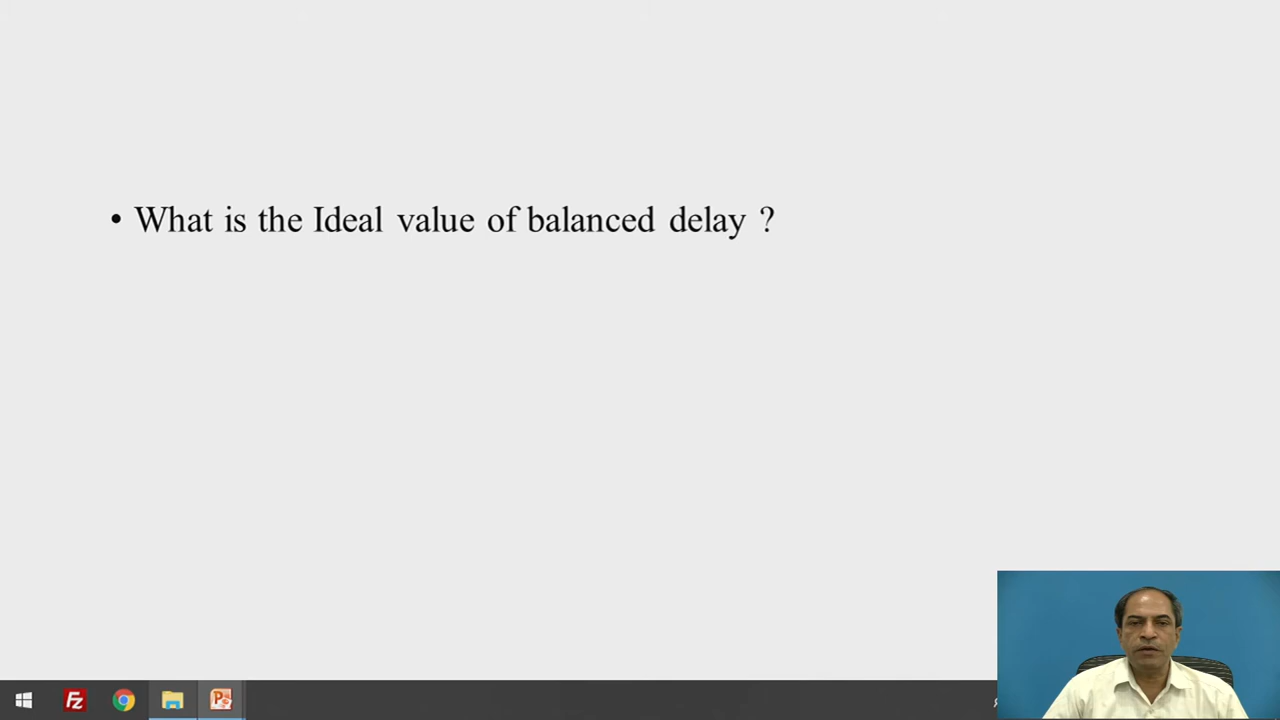 • What is the Ideal value of balanced delay ?